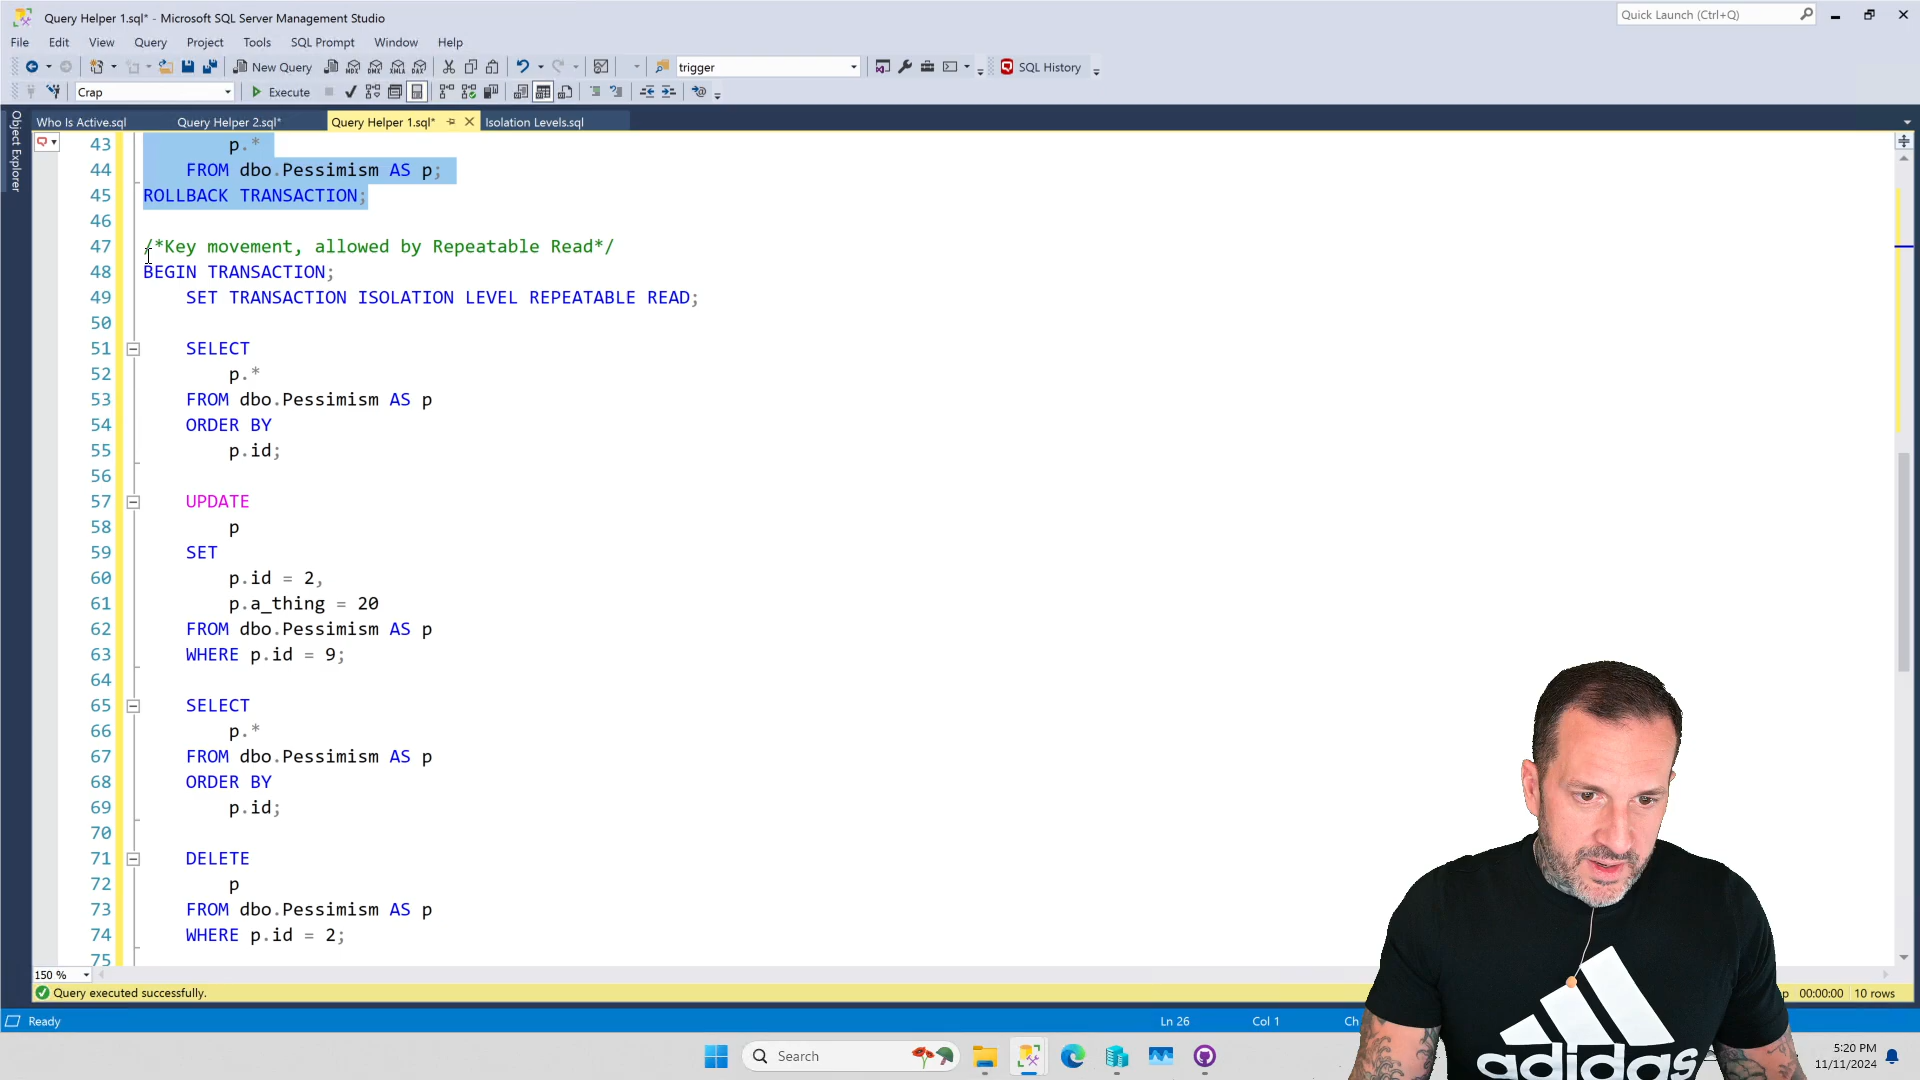 Query Helper 1.sql* - Microsoft SQL Server Management Studio
Quick Launch (Ctrl+Q)
File Edit View Query Project Tools SQL Prompt Window Help
New Query
trigger
SQL History
Crap
Execute
Object Explorer
Who Is Active.sql
Query Helper 2.sql*
Query Helper 1.sql*
Isolation Levels.sql
43 p.*
44 FROM dbo.Pessimism AS p;
45 ROLLBACK TRANSACTION;
46
47 /*Key movement, allowed by Repeatable Read*/
48 BEGIN TRANSACTION;
49 SET TRANSACTION ISOLATION LEVEL REPEATABLE READ;
50
51 SELECT
52 p.*
53 FROM dbo.Pessimism AS p
54 ORDER BY
55 p.id;
56
57 UPDATE
58 p
59 SET
60 p.id = 2,
61 p.a_thing = 20
62 FROM dbo.Pessimism AS p
63 WHERE p.id = 9;
64
65 SELECT
66 p.*
67 FROM dbo.Pessimism AS p
68 ORDER BY
69 p.id;
70
71 DELETE
72 p
73 FROM dbo.Pessimism AS p
74 WHERE p.id = 2;
75
150 %
Query executed successfully.
00:00:00
10 rows
Ready
Ln 26
Col 1
Ch
Search
5:20 PM
11/11/2024
adidas